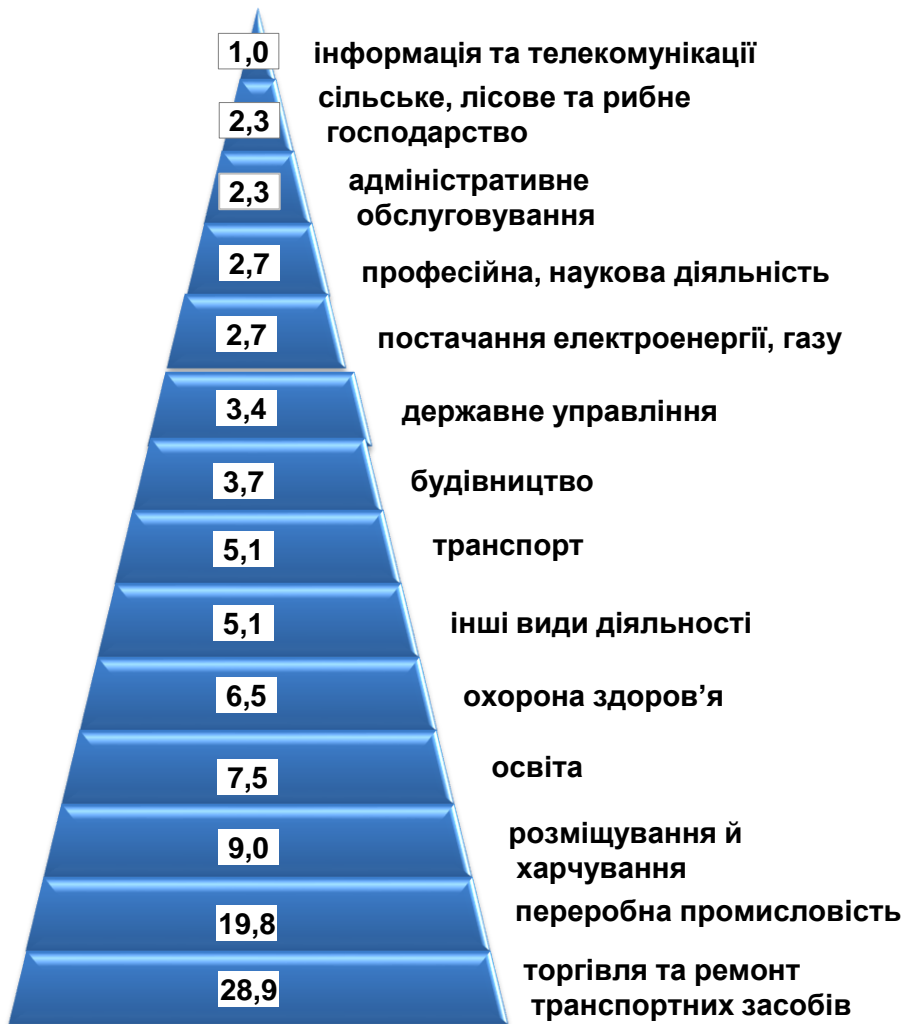 1,0
інформація та телекомунікації
2,3
сільське, лісове та рибне
господарство
2,3
адміністративне
обслуговування
2,7
професійна, наукова діяльність
2,7
постачання електроенергії, газу
3,4
державне управління
3,7
будівництво
5,1
транспорт
5,1
інші види діяльності
6,5
охорона здоров’я
7,5
освіта
9,0
розміщування й
харчування
19,8
переробна промисловість
28,9
торгівля та ремонт
транспортних засобів